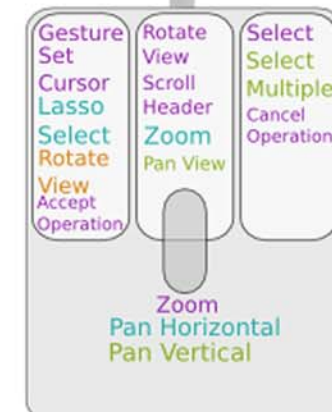 Gesture
Set
Cursor
Lasso
Select
Rotate
View
Accept
Operation
Rotate
View
Scroll
Header
Zoom
Pan View
Select
Select
Multiple
Cancel
Operation
Zoom
Pan Horizontal
Pan Vertical